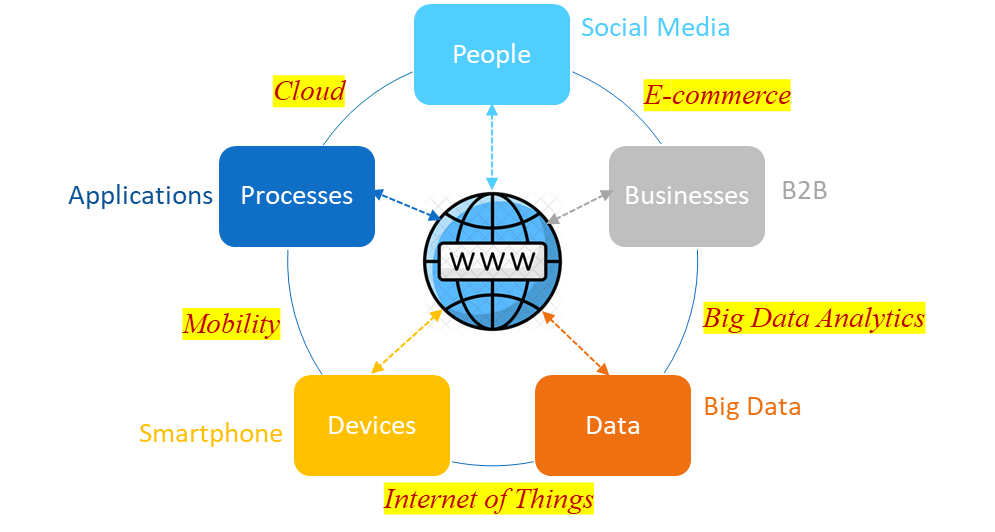 People
Social Media
Cloud
E-commerce
Applications
Processes
Businesses
B2B
WWW
Mobility
Big Data Analytics
Smartphone
Devices
Data
Big Data
Internet of Things